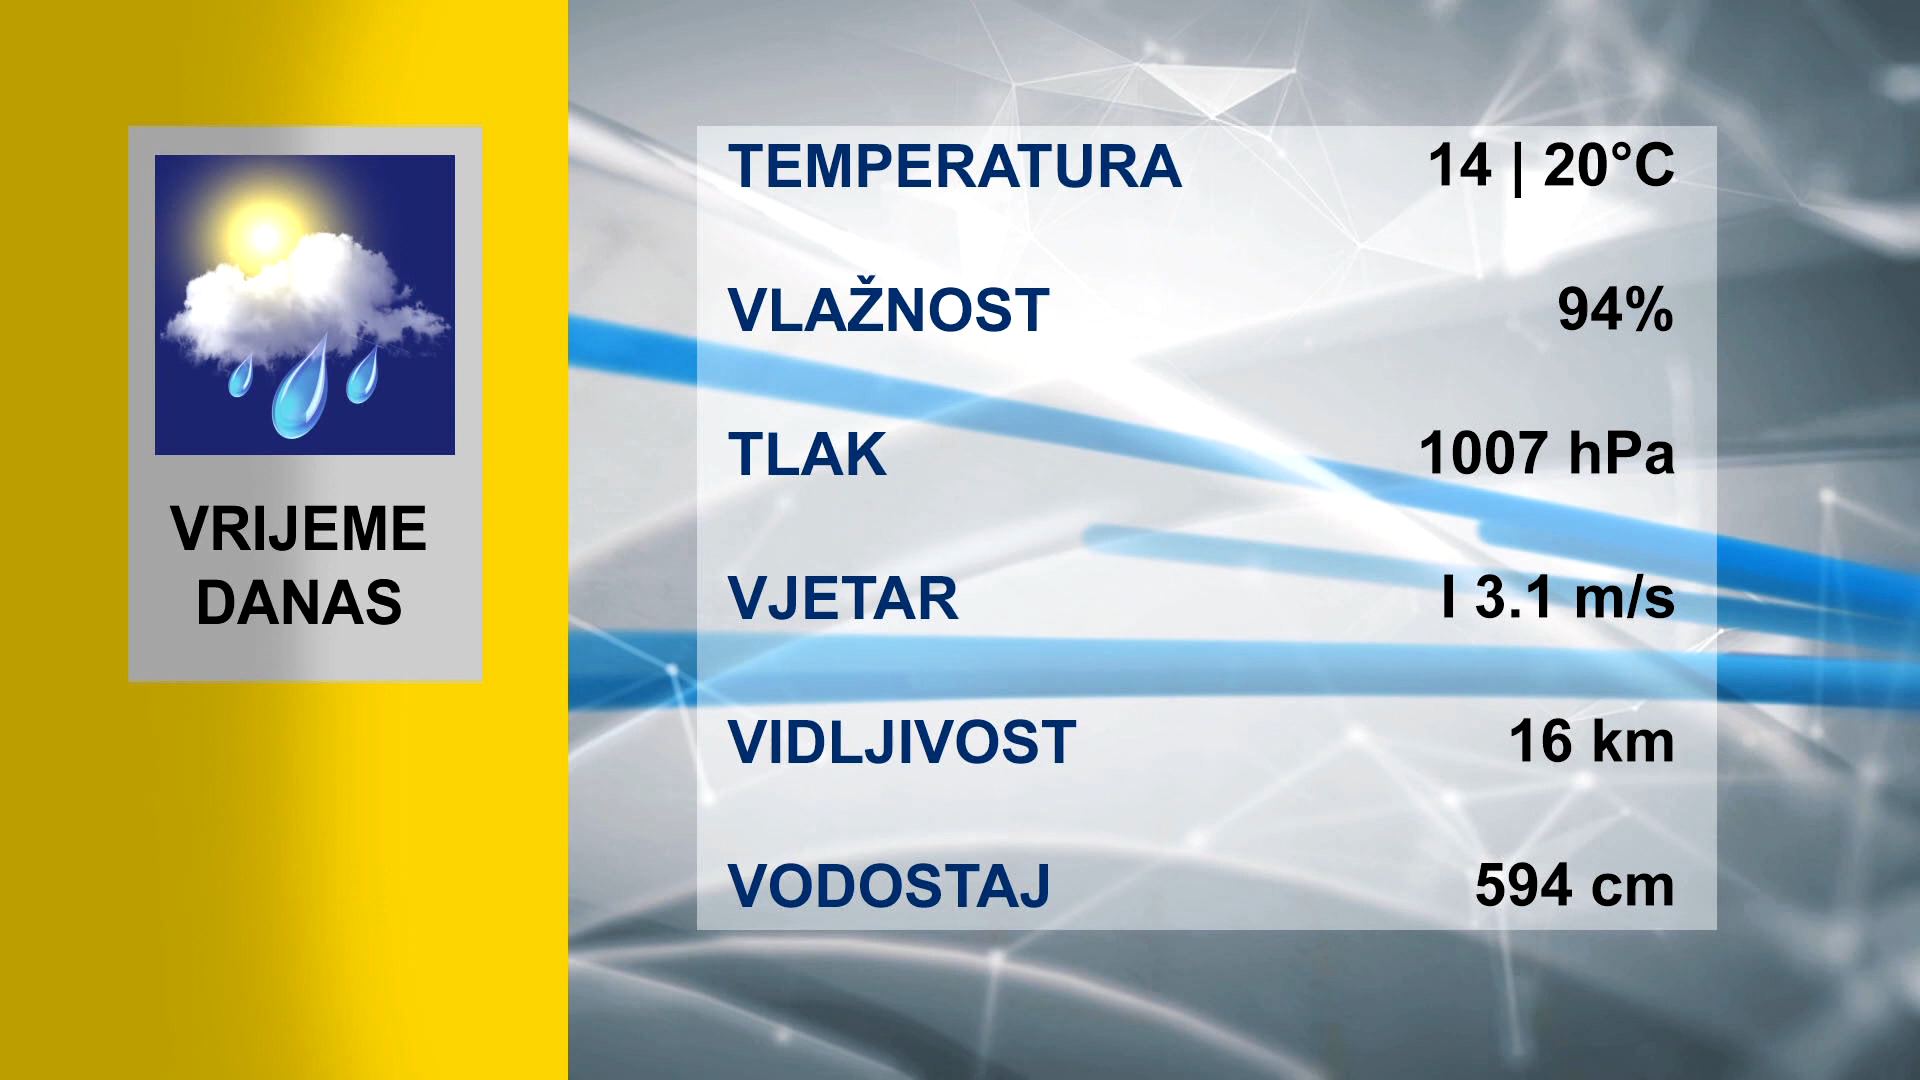 VRIJEME
DANAS
TEMPERATURA 14 | 20°C
VLAŽNOST 94%
TLAK 1007 hPa
VJETAR I 3.1 m/s
VIDLJIVOST 16 km
VODOSTAJ 594 cm